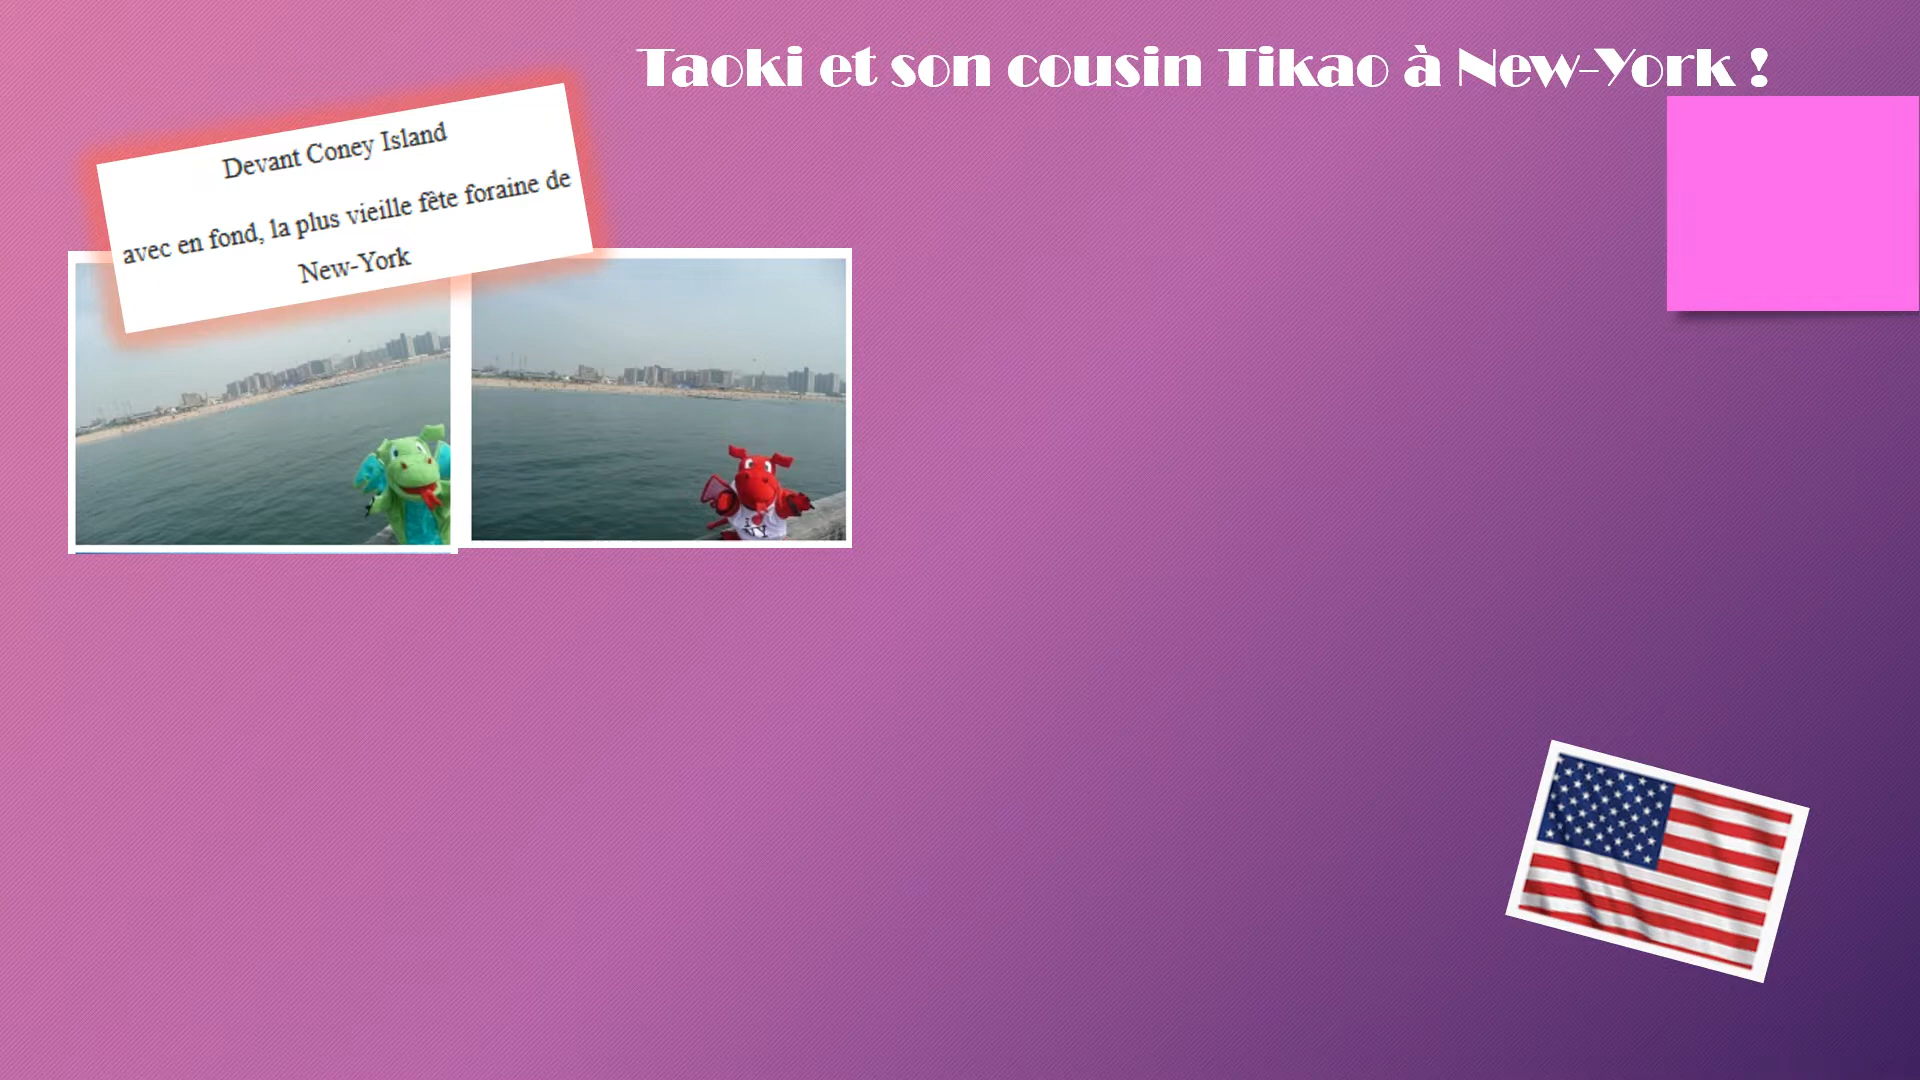 Taoki et son cousin Tikao à New-York !
Devant Coney Island
avec en fond, la plus vieille fête foraine de
New-York
NY